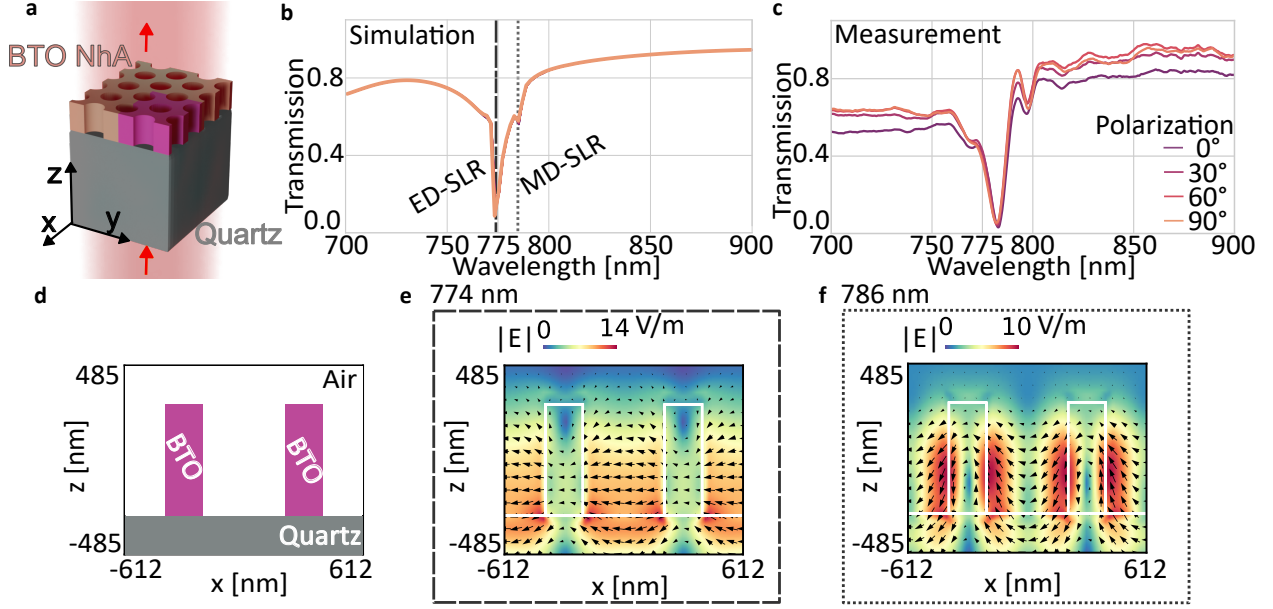 a
BTO NhA
z
x
y
Quartz
b
Simulation
Transmission
0.8
0.4
0.0
ED-SLR
MD-SLR
700
750
774
800
850
900
Wavelength [nm]
c
Measurement
Transmission
0.8
0.4
0.0
Polarization
0°
30°
60°
90°
700
750
775
800
850
900
Wavelength [nm]
d
485
Air
z [nm]
BTO
BTO
Quartz
-485
-612
612
x [nm]
e
774 nm
|E|
0
14 V/m
485
z [nm]
-485
-612
612
x [nm]
f
786 nm
|E|
0
10 V/m
485
z [nm]
-485
-612
612
x [nm]